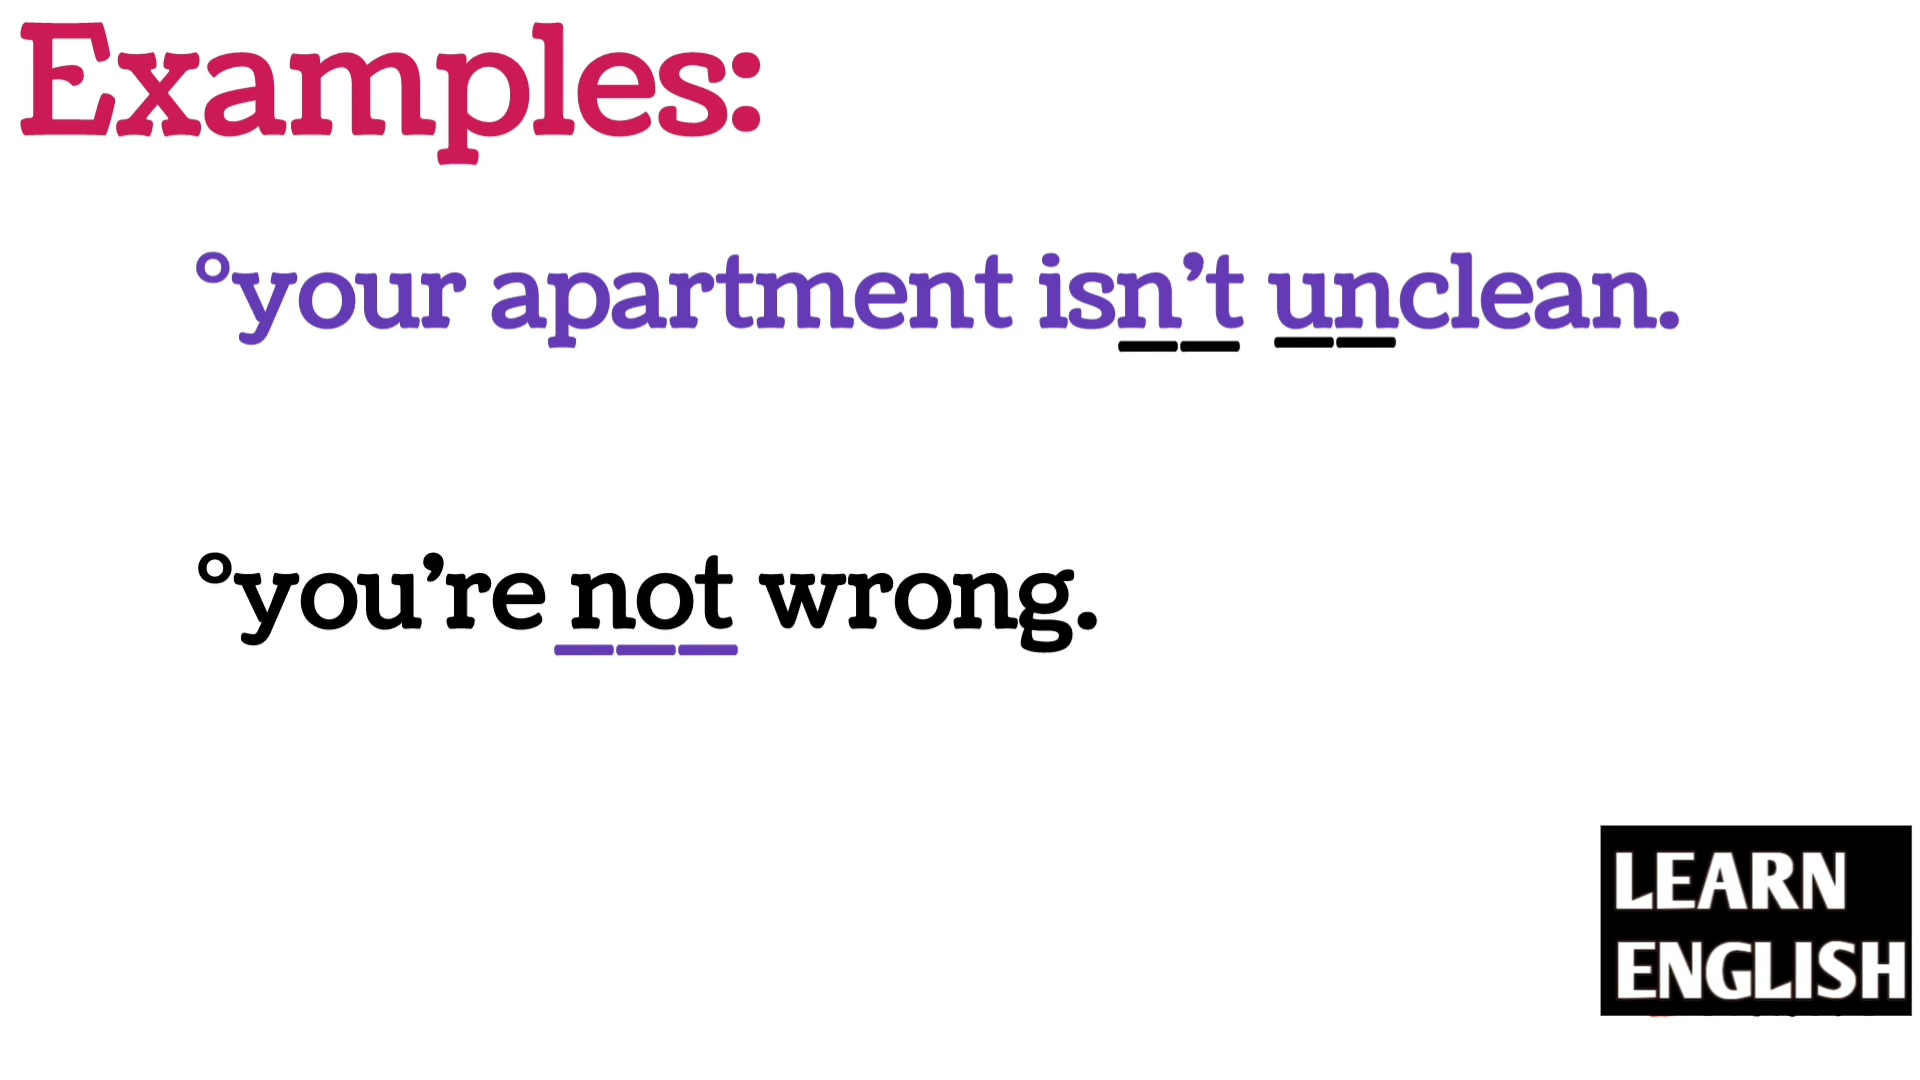 Examples:
°your apartment isn’t unclean.
°you’re not wrong.
LEARN
ENGLISH